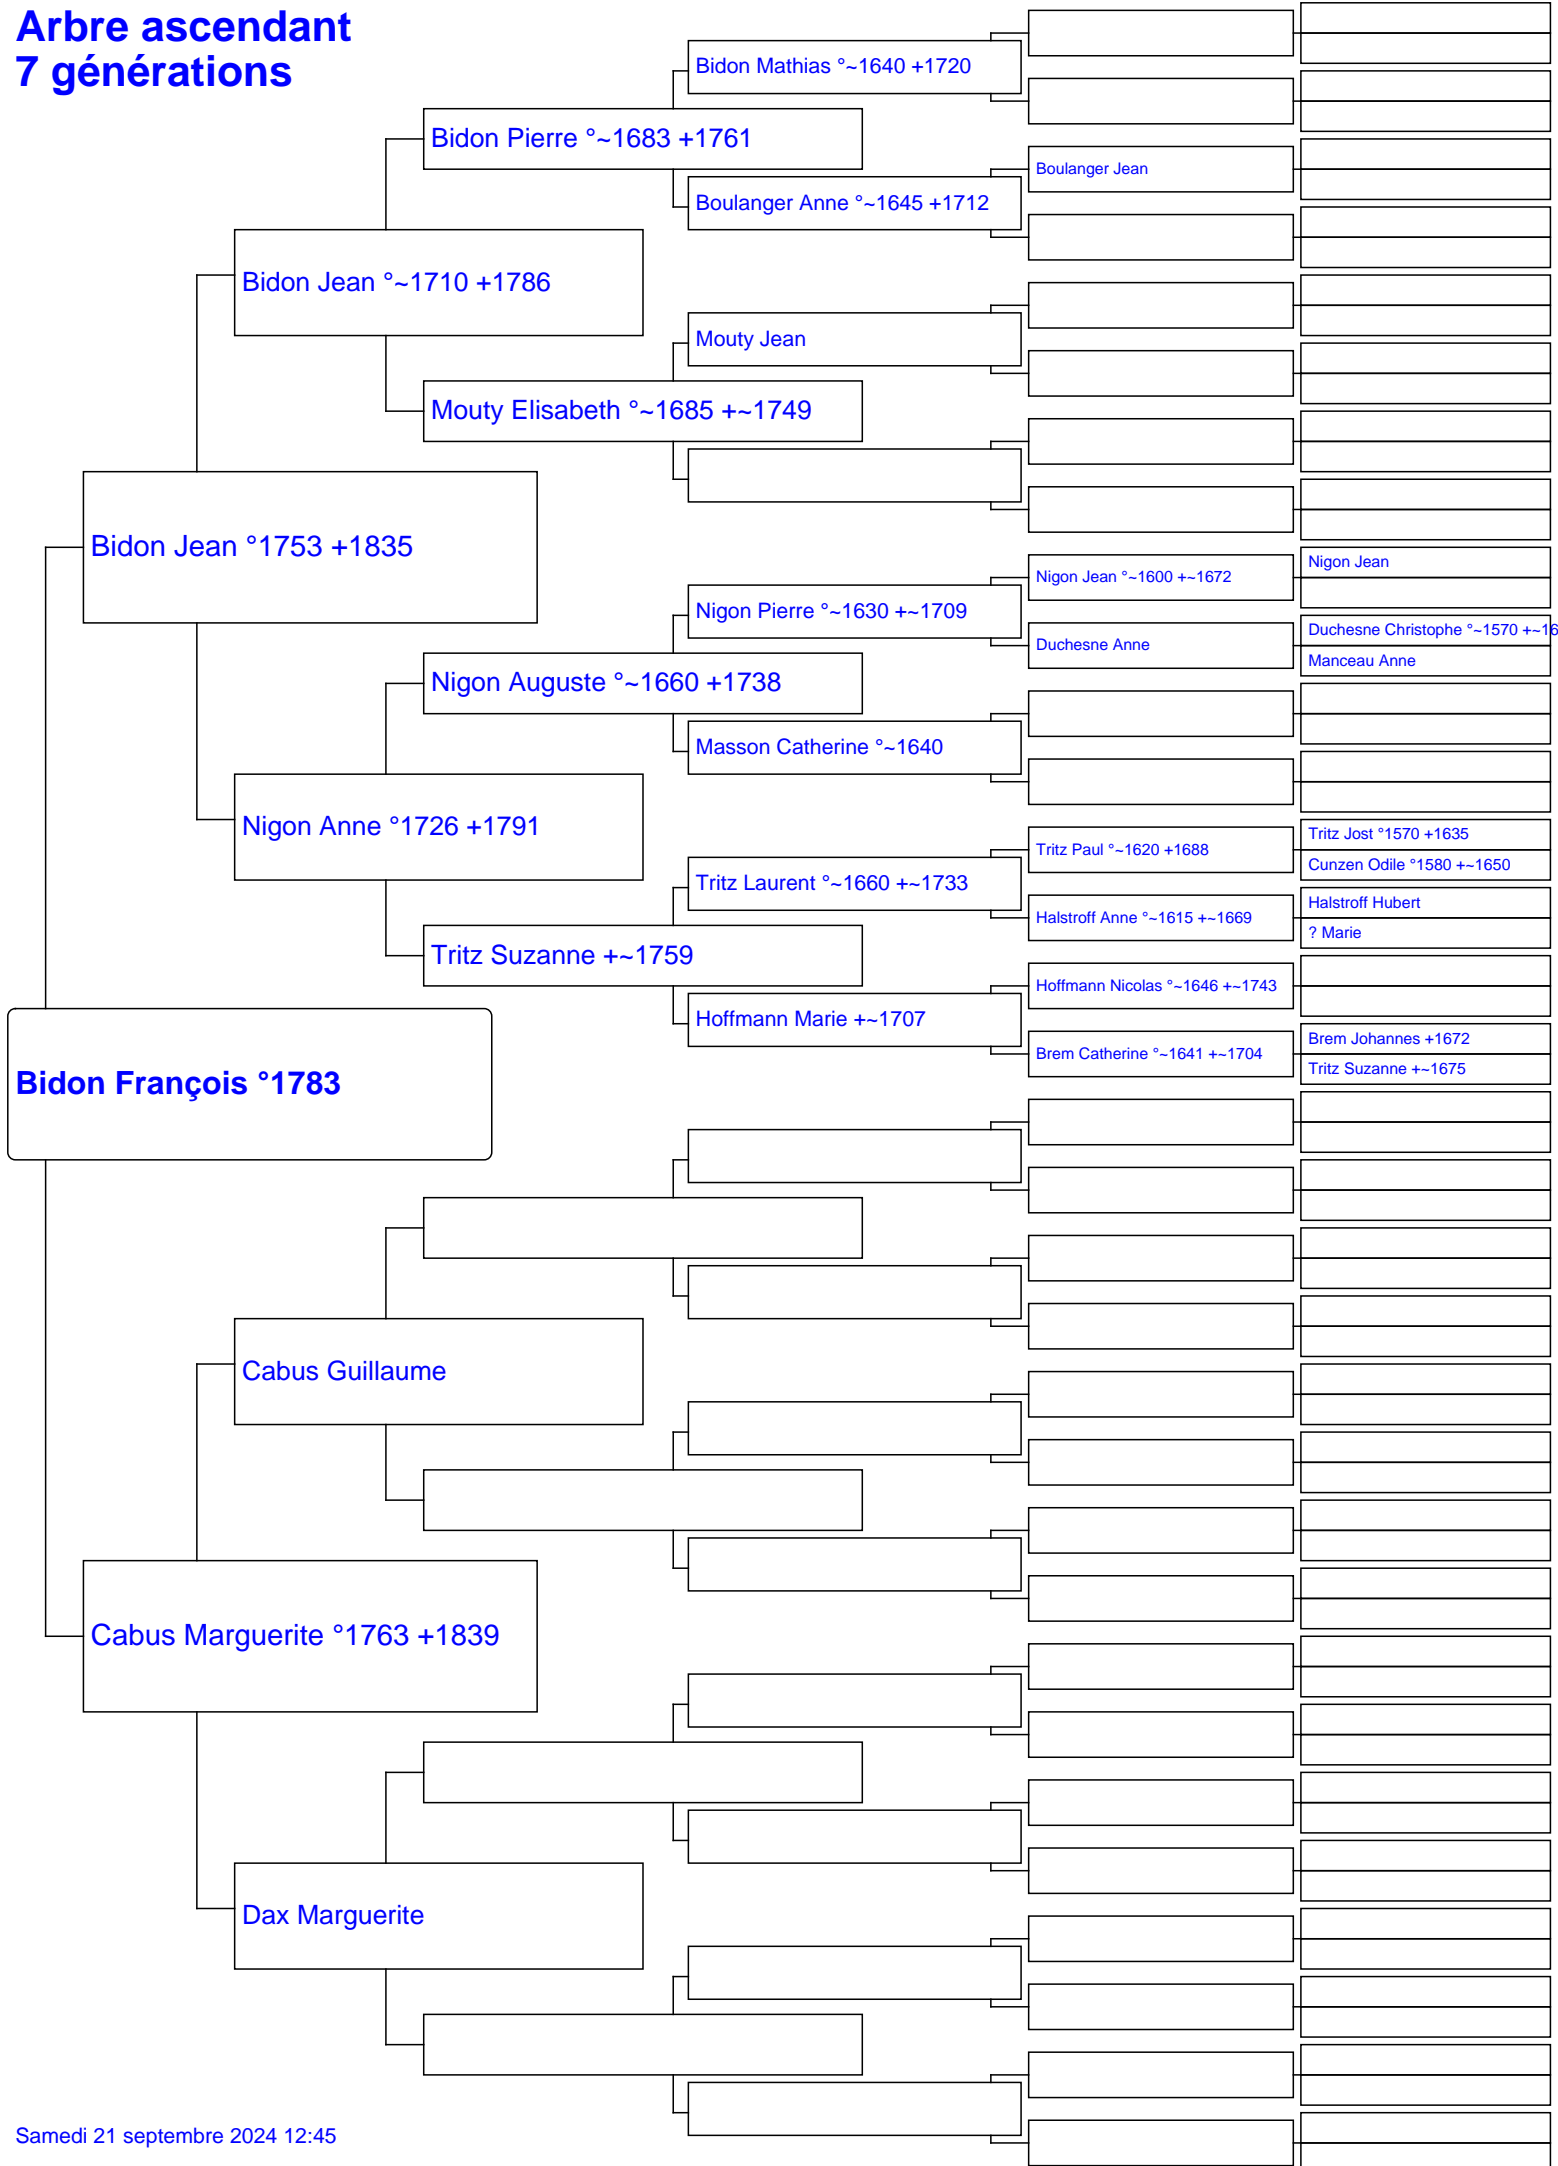 Arbre ascendant
7 générations
Bidon Mathias °~1640 +1720
Bidon Pierre °~1683 +1761
Boulanger Jean
Boulanger Anne °~1645 +1712
Bidon Jean °~1710 +1786
Mouty Jean
Mouty Elisabeth °~1685 +~1749
Bidon Jean °1753 +1835
Nigon Jean
Nigon Jean °~1600 +~1672
Nigon Pierre °~1630 +~1709
Duchesne Christophe °~1570 +~16
Duchesne Anne
Manceau Anne
Nigon Auguste °~1660 +1738
Masson Catherine °~1640
Nigon Anne °1726 +1791
Tritz Jost °1570 +1635
Tritz Paul °~1620 +1688
Cunzen Odile °1580 +~1650
Tritz Laurent °~1660 +~1733
Halstroff Hubert
Halstroff Anne °~1615 +~1669
? Marie
Tritz Suzanne +~1759
Hoffmann Nicolas °~1646 +~1743
Hoffmann Marie +~1707
Brem Johannes +1672
Brem Catherine °~1641 +~1704
Tritz Suzanne +~1675
Bidon François °1783
Cabus Guillaume
Cabus Marguerite °1763 +1839
Dax Marguerite
Samedi 21 septembre 2024 12:45